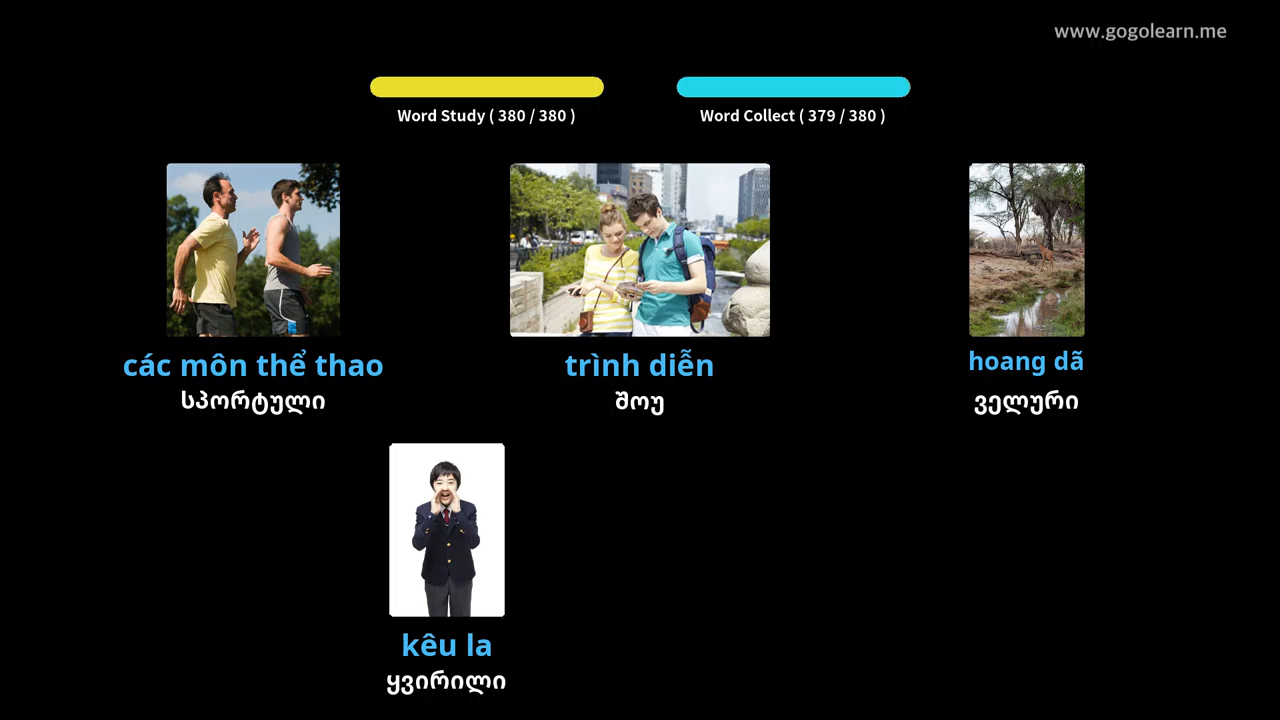 www.gogolearn.me
Word Study ( 380 / 380 )
Word Collect ( 379 / 380 )
các môn thể thao
სპორტული
trình diễn
შოუ
hoang dã
ველური
kêu la
ყვირილი